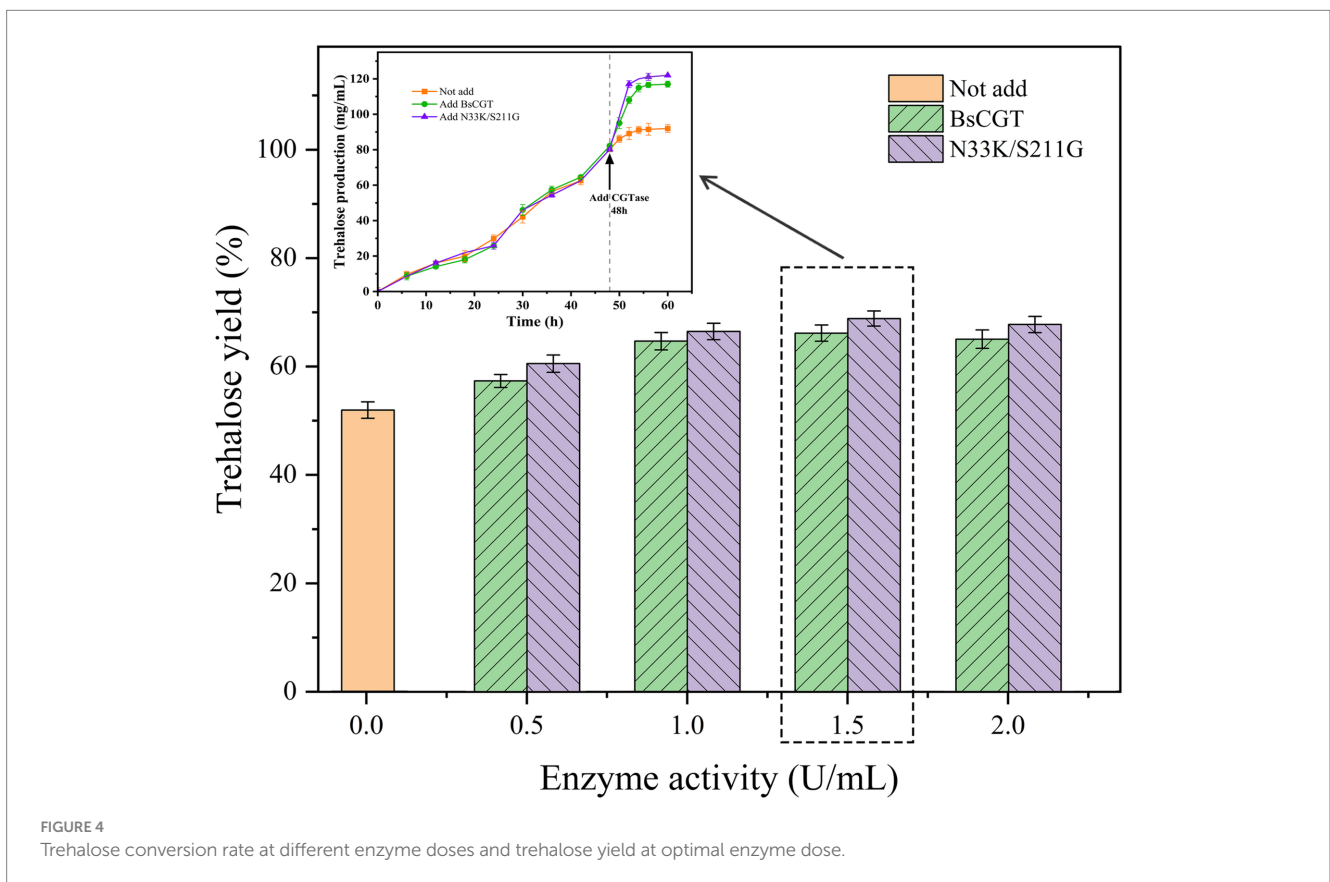 Trehalose production (mg/mL)
120
100
80
60
40
20
0
Not add
Add BsCGT
Add N33K/S211G
Add CGTase
48h
0
12
24
30
42
50
60
Time (h)
Not add
BsCGT
N33K/S211G
Trehalose yield (%)
100
80
60
40
20
0
0.0
0.5
1.0
1.5
2.0
Enzyme activity (U/mL)
FIGURE 4
Trehalose conversion rate at different enzyme doses and trehalose yield at optimal enzyme dose.